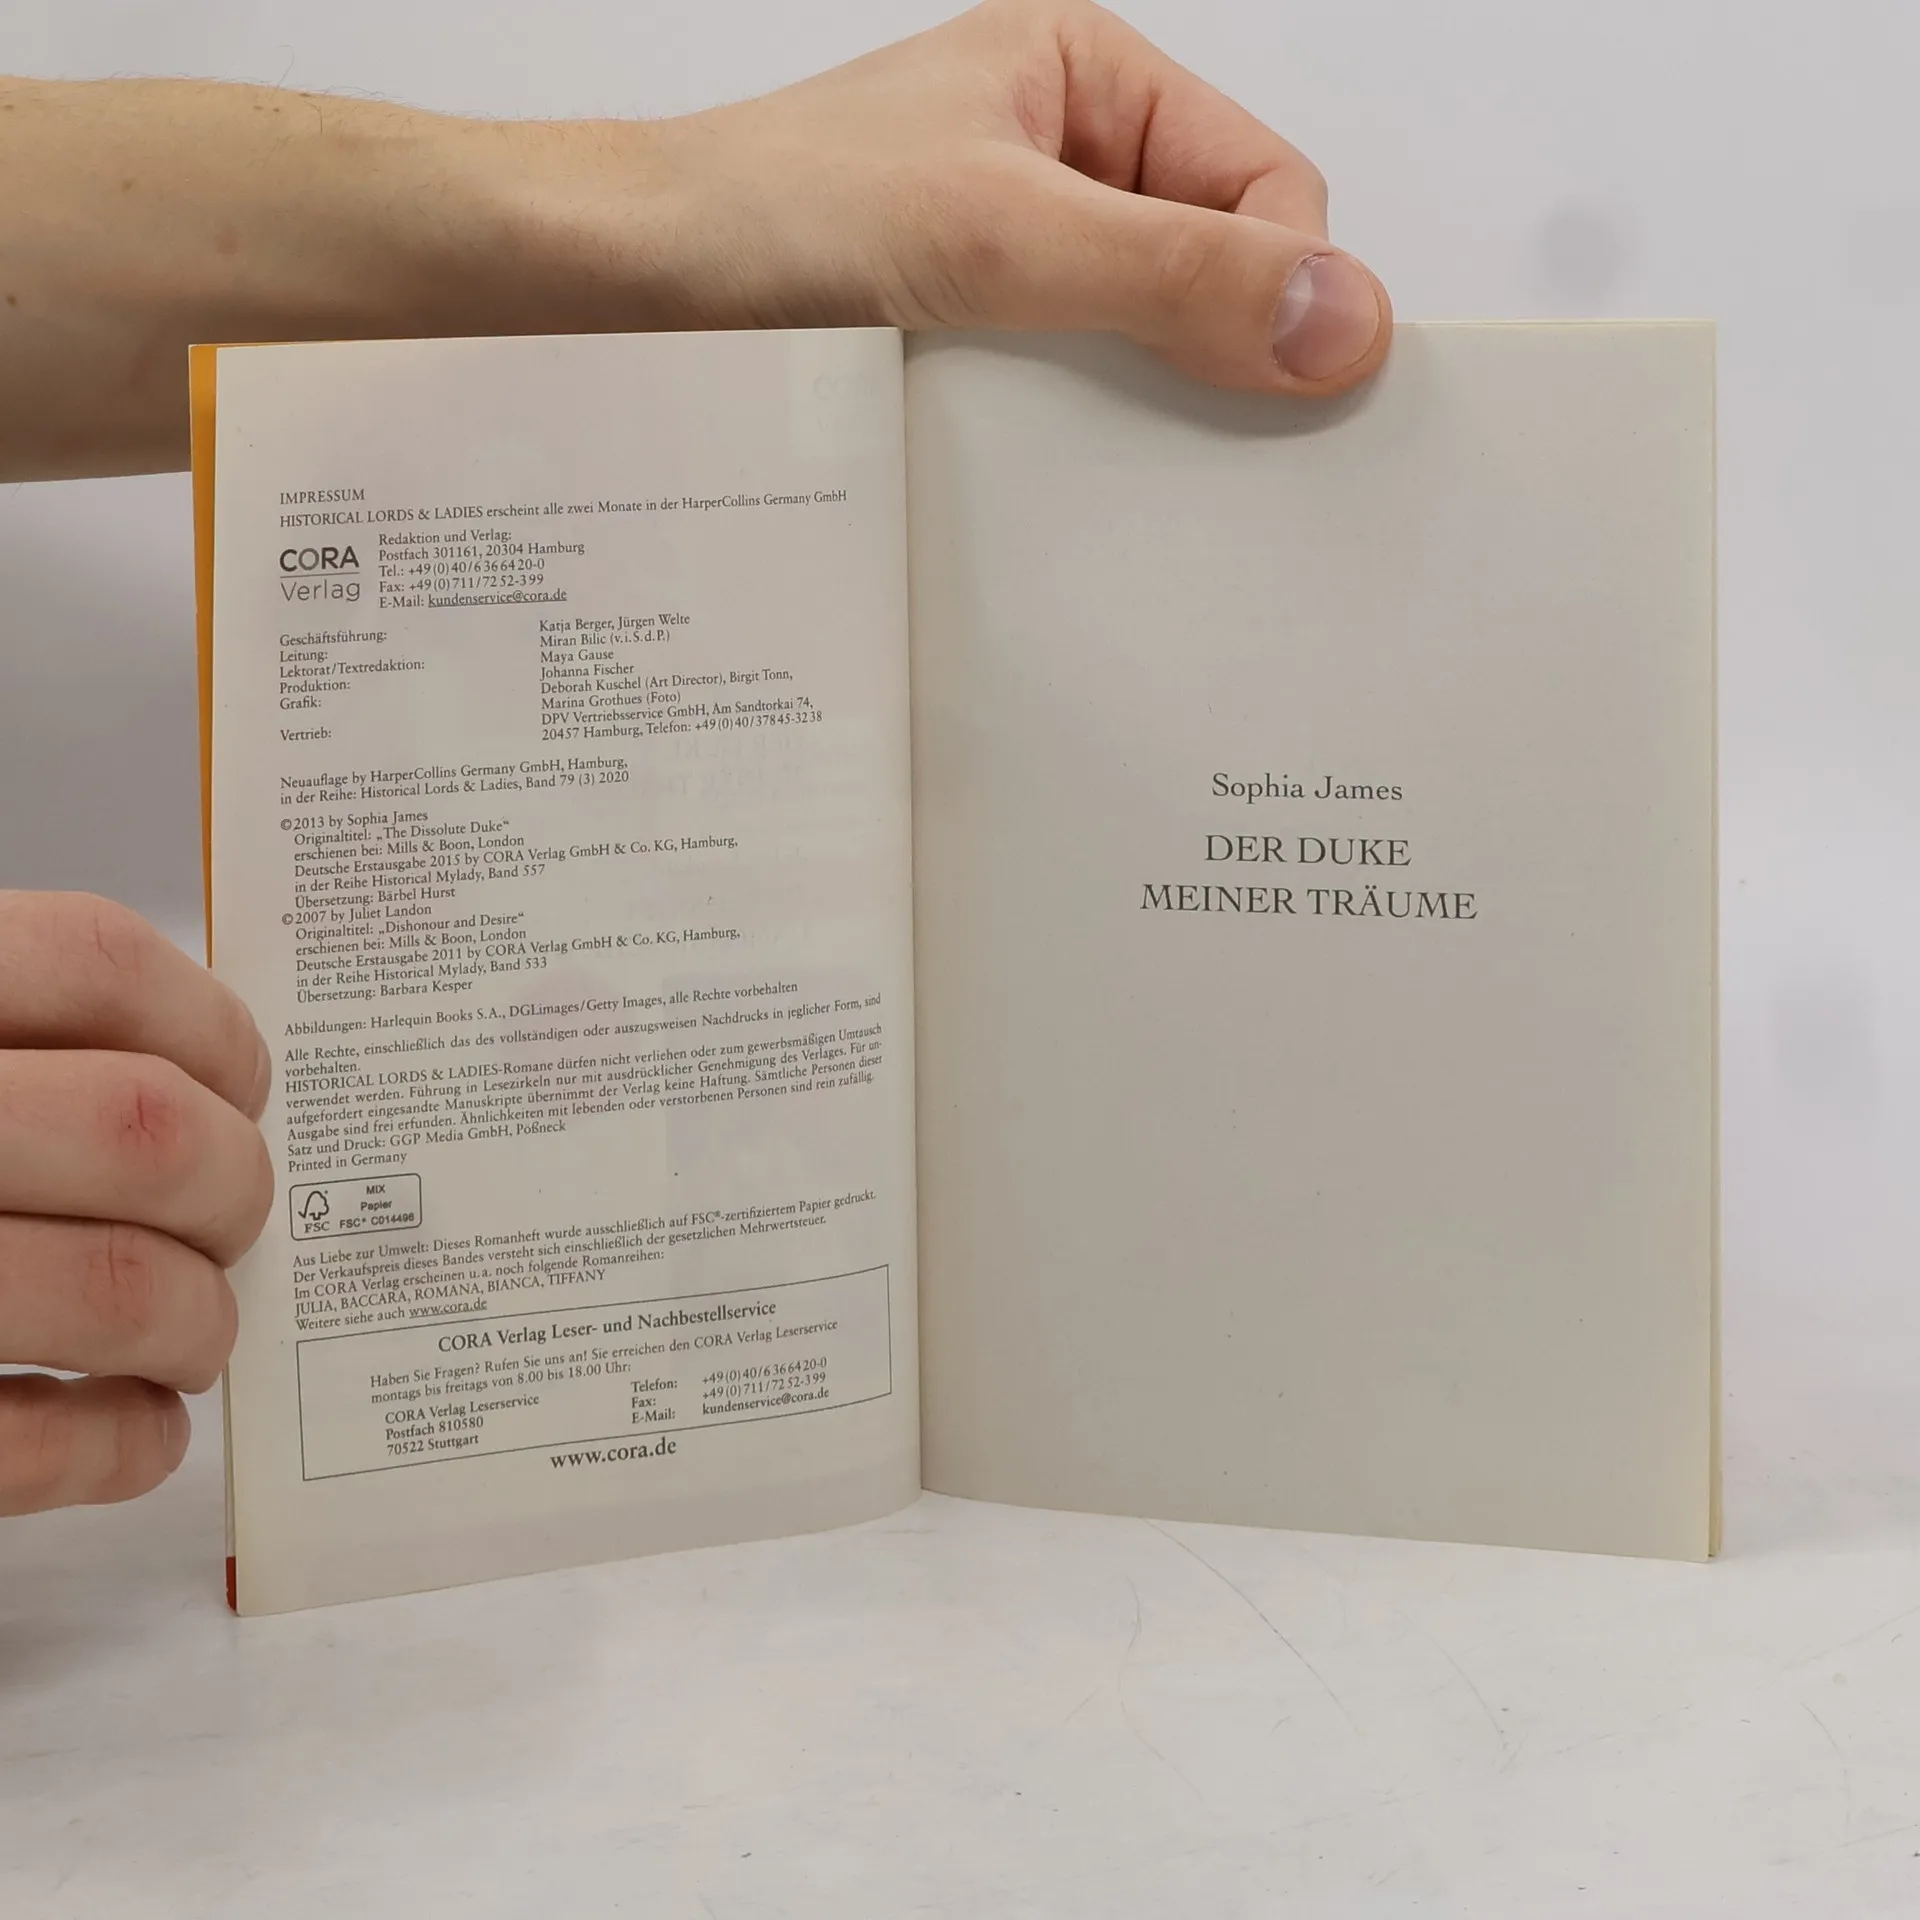 IMPRESSUM
HISTORICAL LORDS & LADIES erscheint alle zwei Monate in der HarperCollins Germany GmbH
CORA
Verlag
Redaktion und Verlag:
Postfach 301161, 20304 Hamburg
Tel.: +49(0)40/6366420-0
Fax: +49(0)711/7252-399
E-Mail: kundenservice@cora.de
Geschäftsführung: Katja Berger, Jürgen Welte
Leitung: Miran Bilic (v.i.S.d.P.)
Lektorat/Textredaktion: Maya Gause
Produktion: Johanna Fischer
Grafik: Deborah Kuschel (Art Director), Birgit Tonn,
Marina Grothues (Foto)
Vertrieb: DPV Vertriebsservice GmbH, Am Sandtorkai 74,
20457 Hamburg, Telefon: +49(0)40/37845-3238
Neuauflage by HarperCollins Germany GmbH, Hamburg,
in der Reihe: Historical Lords & Ladies, Band 79 (3) 2020
©2013 by Sophia James
Originaltitel: „The Dissolute Duke“
erschienen bei: Mills & Boon, London
Deutsche Erstausgabe 2015 by CORA Verlag GmbH & Co. KG, Hamburg,
in der Reihe Historical Mylady, Band 557
Übersetzung: Bärbel Hurst
©2007 by Juliet Landon
Originaltitel: „Dishonour and Desire“
erschienen bei: Mills & Boon, London
Deutsche Erstausgabe 2011 by CORA Verlag GmbH & Co. KG, Hamburg,
in der Reihe Historical Mylady, Band 533
Übersetzung: Barbara Kesper
Abbildungen: Harlequin Books S.A., DGLimages/Getty Images, alle Rechte vorbehalten
Alle Rechte, einschließlich das des vollständigen oder auszugsweisen Nachdrucks in jeglicher Form, sind
vorbehalten.
HISTORICAL LORDS & LADIES-Romane dürfen nicht verliehen oder zum gewerbsmäßigen Umtausch
verwendet werden. Führung in Lesezirkeln nur mit ausdrücklicher Genehmigung des Verlages. Für un-
aufgefordert eingesandte Manuskripte übernimmt der Verlag keine Haftung. Sämtliche Personen dieser
Ausgabe sind frei erfunden. Ähnlichkeiten mit lebenden oder verstorbenen Personen sind rein zufällig.
Satz und Druck: GGP Media GmbH, Pößneck
Printed in Germany
MIX
Papier
FSC FSC® C014496
Aus Liebe zur Umwelt: Dieses Romanheft wurde ausschließlich auf FSC®-zertifiziertem Papier gedruckt.
Der Verkaufspreis dieses Bandes versteht sich einschließlich der gesetzlichen Mehrwertsteuer.
Im CORA Verlag erscheinen u.a. noch folgende Romanreihen:
JULIA, BACCARA, ROMANA, BIANCA, TIFFANY
Weitere siehe auch www.cora.de
CORA Verlag Leser- und Nachbestellservice
Haben Sie Fragen? Rufen Sie uns an! Sie erreichen den CORA Verlag Leserservice
montags bis freitags von 8.00 bis 18.00 Uhr:
CORA Verlag Leserservice
Postfach 810580
70522 Stuttgart
Telefon: +49(0)40/6366420-0
Fax: +49(0)711/7252-399
E-Mail: kundenservice@cora.de
www.cora.de
Sophia James
DER DUKE
MEINER TRÄUME